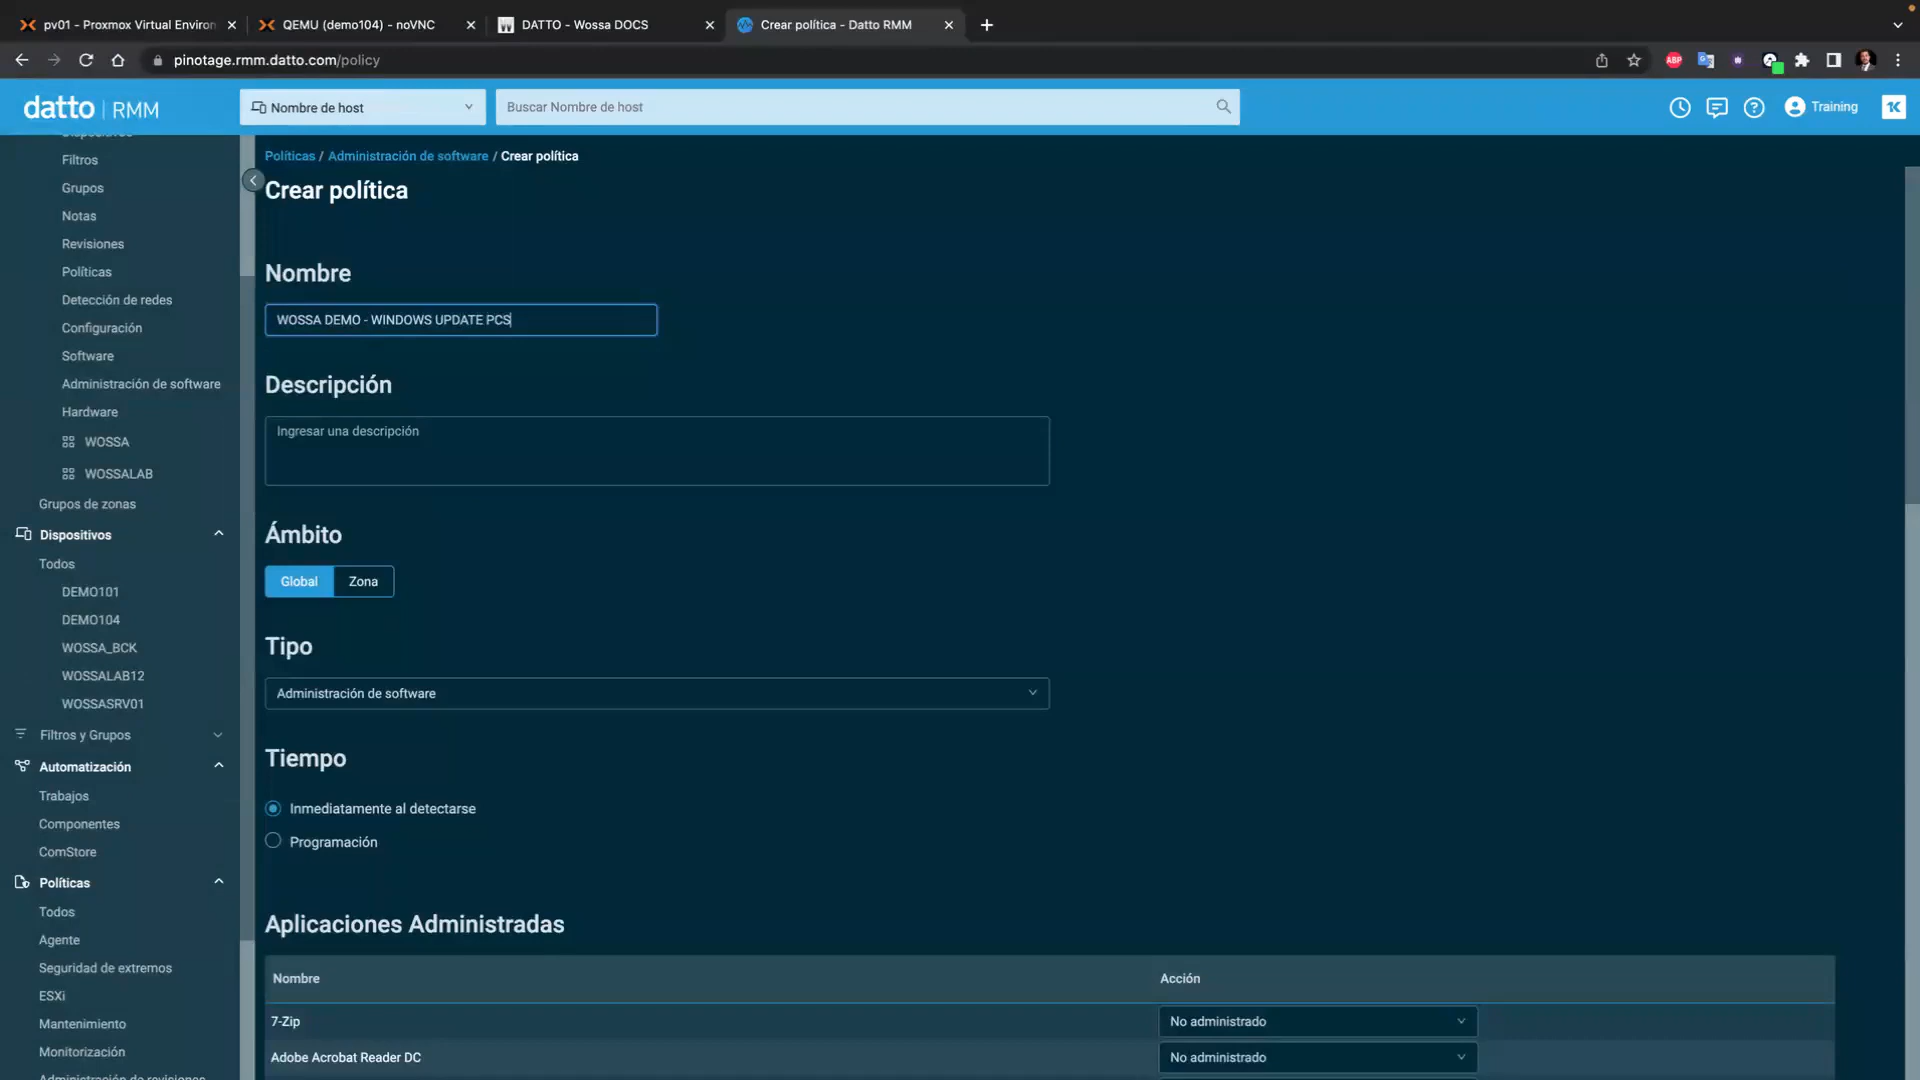 pv01 - Proxmox Virtual Environ
QEMU (demo104) - noVNC
DATTO - Wossa DOCS
Crear política - Datto RMM
pinotage.rmm.datto.com/policy
ABP
datto | RMM
Nombre de host
Buscar Nombre de host
Training
1K
Dispositivos
Filtros
Grupos
Notas
Revisiones
Políticas
Detección de redes
Configuración
Software
Administración de software
Hardware
WOSSA
WOSSALAB
Grupos de zonas
Dispositivos
Todos
DEMO101
DEMO104
WOSSA_BCK
WOSSALAB12
WOSSASRV01
Filtros y Grupos
Automatización
Trabajos
Componentes
ComStore
Políticas
Todos
Agente
Seguridad de extremos
ESXi
Mantenimiento
Monitorización
Administración de revisiones
Políticas / Administración de software / Crear política
Crear política
Nombre
WOSSA DEMO - WINDOWS UPDATE PCS
Descripción
Ingresar una descripción
Ámbito
Global
Zona
Tipo
Administración de software
Tiempo
Inmediatamente al detectarse
Programación
Aplicaciones Administradas
Nombre
Acción
7-Zip
No administrado
Adobe Acrobat Reader DC
No administrado